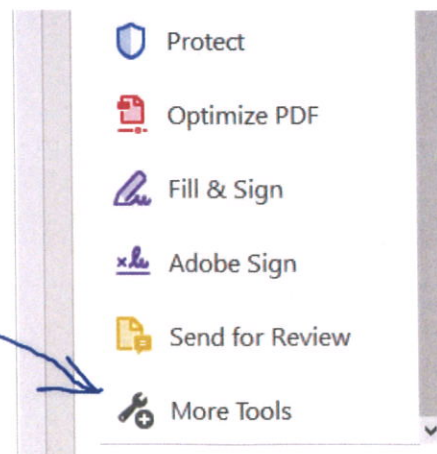 Protect
Optimize PDF
Fill & Sign
Adobe Sign
Send for Review
More Tools